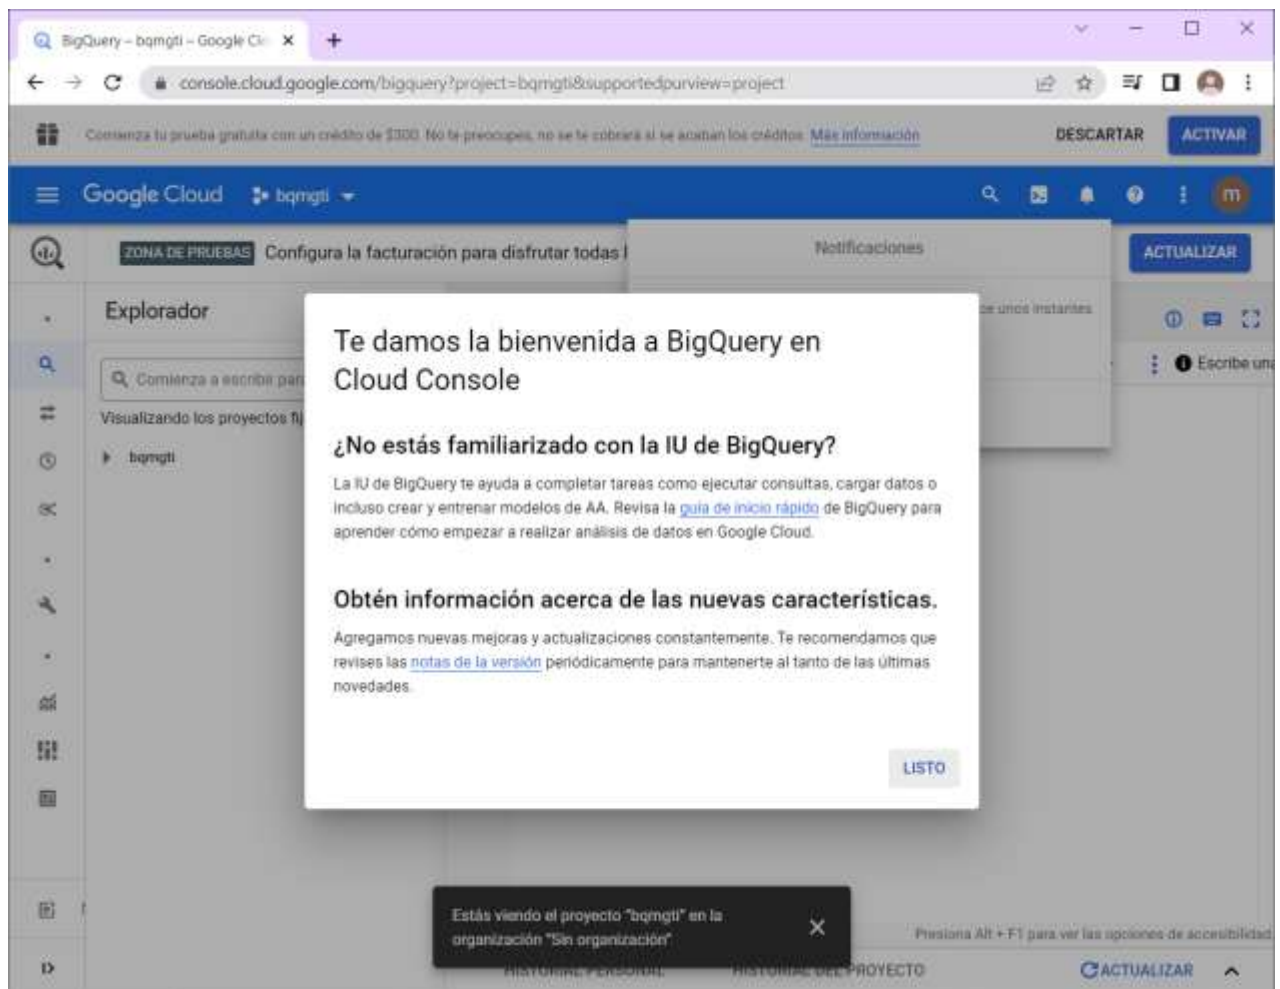 BigQuery – bqmgti – Google Clo
console.cloud.google.com/bigquery?project=bqmgti&supportedpurview=project
Comienza tu prueba gratuita con un crédito de $300. No te preocupes, no se te cobrará si se acaban los créditos. Más información
DESCARTAR
ACTIVAR
Google Cloud
bqmgti
m
ZONA DE PRUEBAS Configura la facturación para disfrutar todas l
Notificaciones
ACTUALIZAR
Explorador
ce unos instantes
Comienza a escribir par
Escribe una
Visualizando los proyectos fij
bqmgti
Te damos la bienvenida a BigQuery en
Cloud Console
¿No estás familiarizado con la IU de BigQuery?
La IU de BigQuery te ayuda a completar tareas como ejecutar consultas, cargar datos o
incluso crear y entrenar modelos de AA. Revisa la guía de inicio rápido de BigQuery para
aprender cómo empezar a realizar análisis de datos en Google Cloud.
Obtén información acerca de las nuevas características.
Agregamos nuevas mejoras y actualizaciones constantemente. Te recomendamos que
revises las notas de la versión periódicamente para mantenerte al tanto de las últimas
novedades.
LISTO
Estás viendo el proyecto "bqmgti" en la
organización "Sin organización"
Presiona Alt + F1 para ver las opciones de accesibilidad.
HISTORIAL PERSONAL
HISTORIAL DEL PROYECTO
ACTUALIZAR